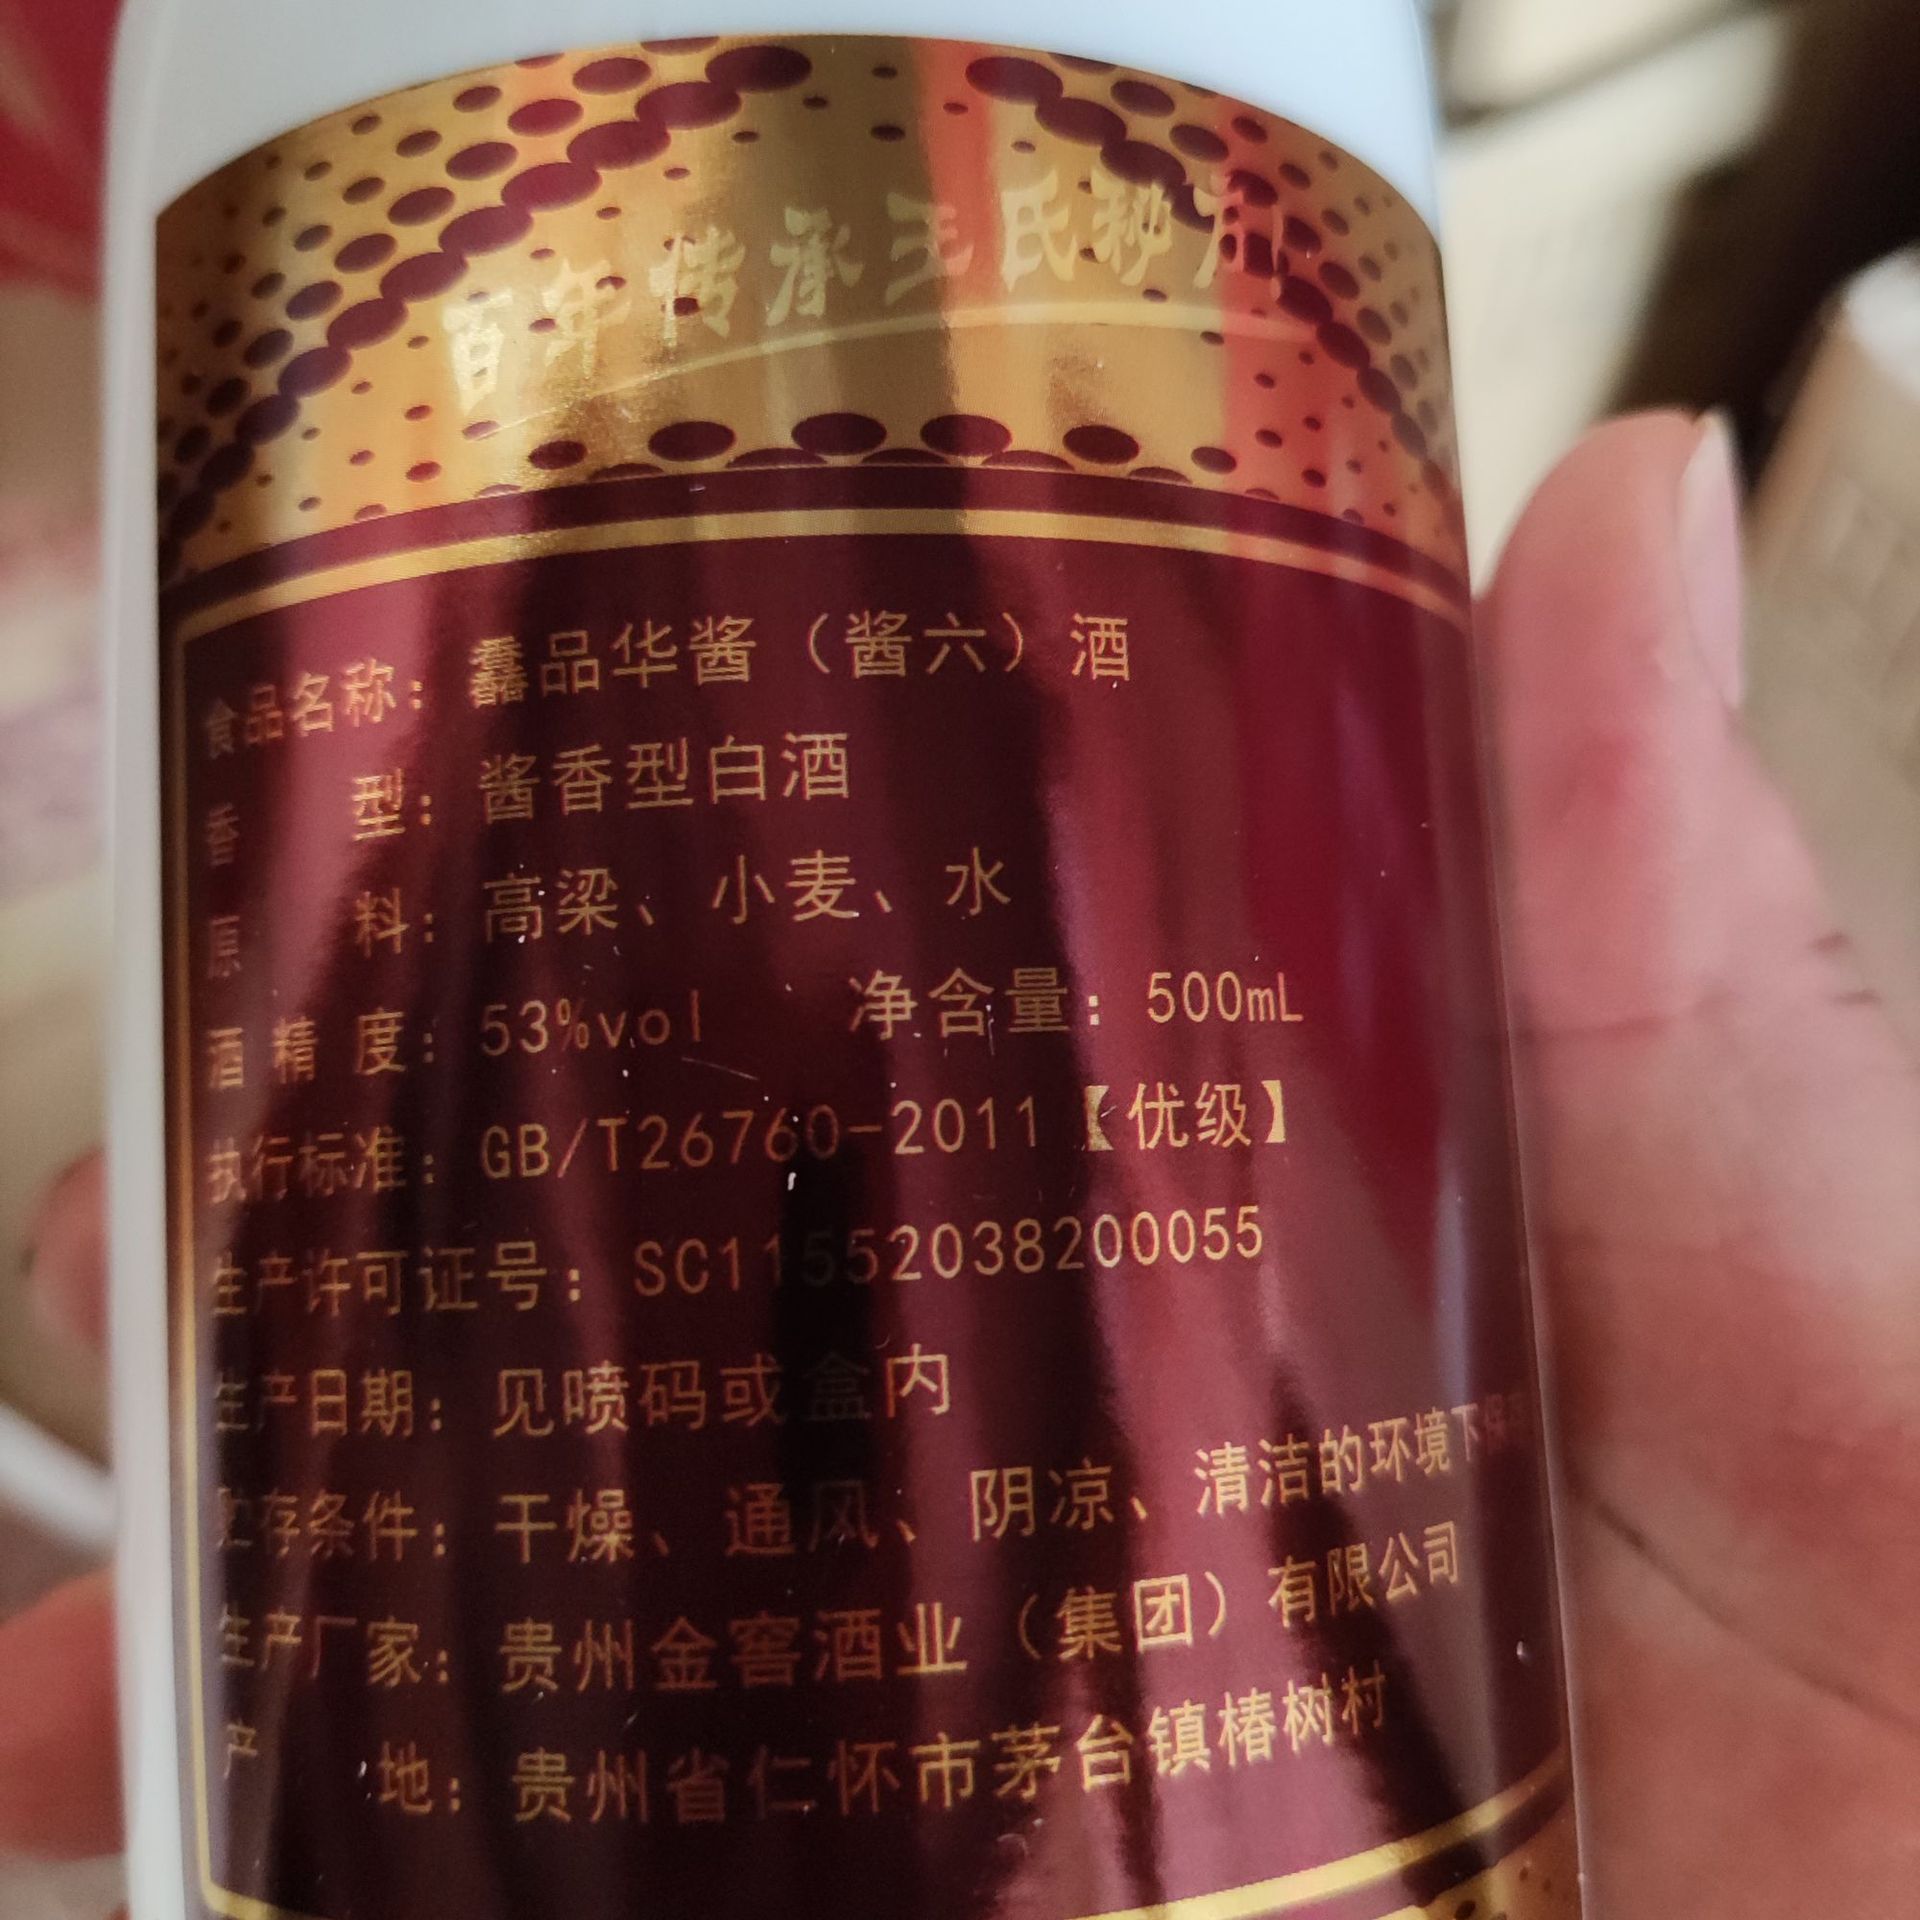 百年传承王氏秘制
食品名称：馫品华酱（酱六）酒
香型：酱香型白酒
原料：高粱、小麦、水
酒精度：53%vol 净含量：500mL
执行标准：GB/T26760-2011【优级】
生产许可证号：SC11552038200055
生产日期：见喷码或盒内
贮存条件：干燥、通风、阴凉、清洁的环境下保存
生产厂家：贵州金窖酒业（集团）有限公司
产地：贵州省仁怀市茅台镇椿树村